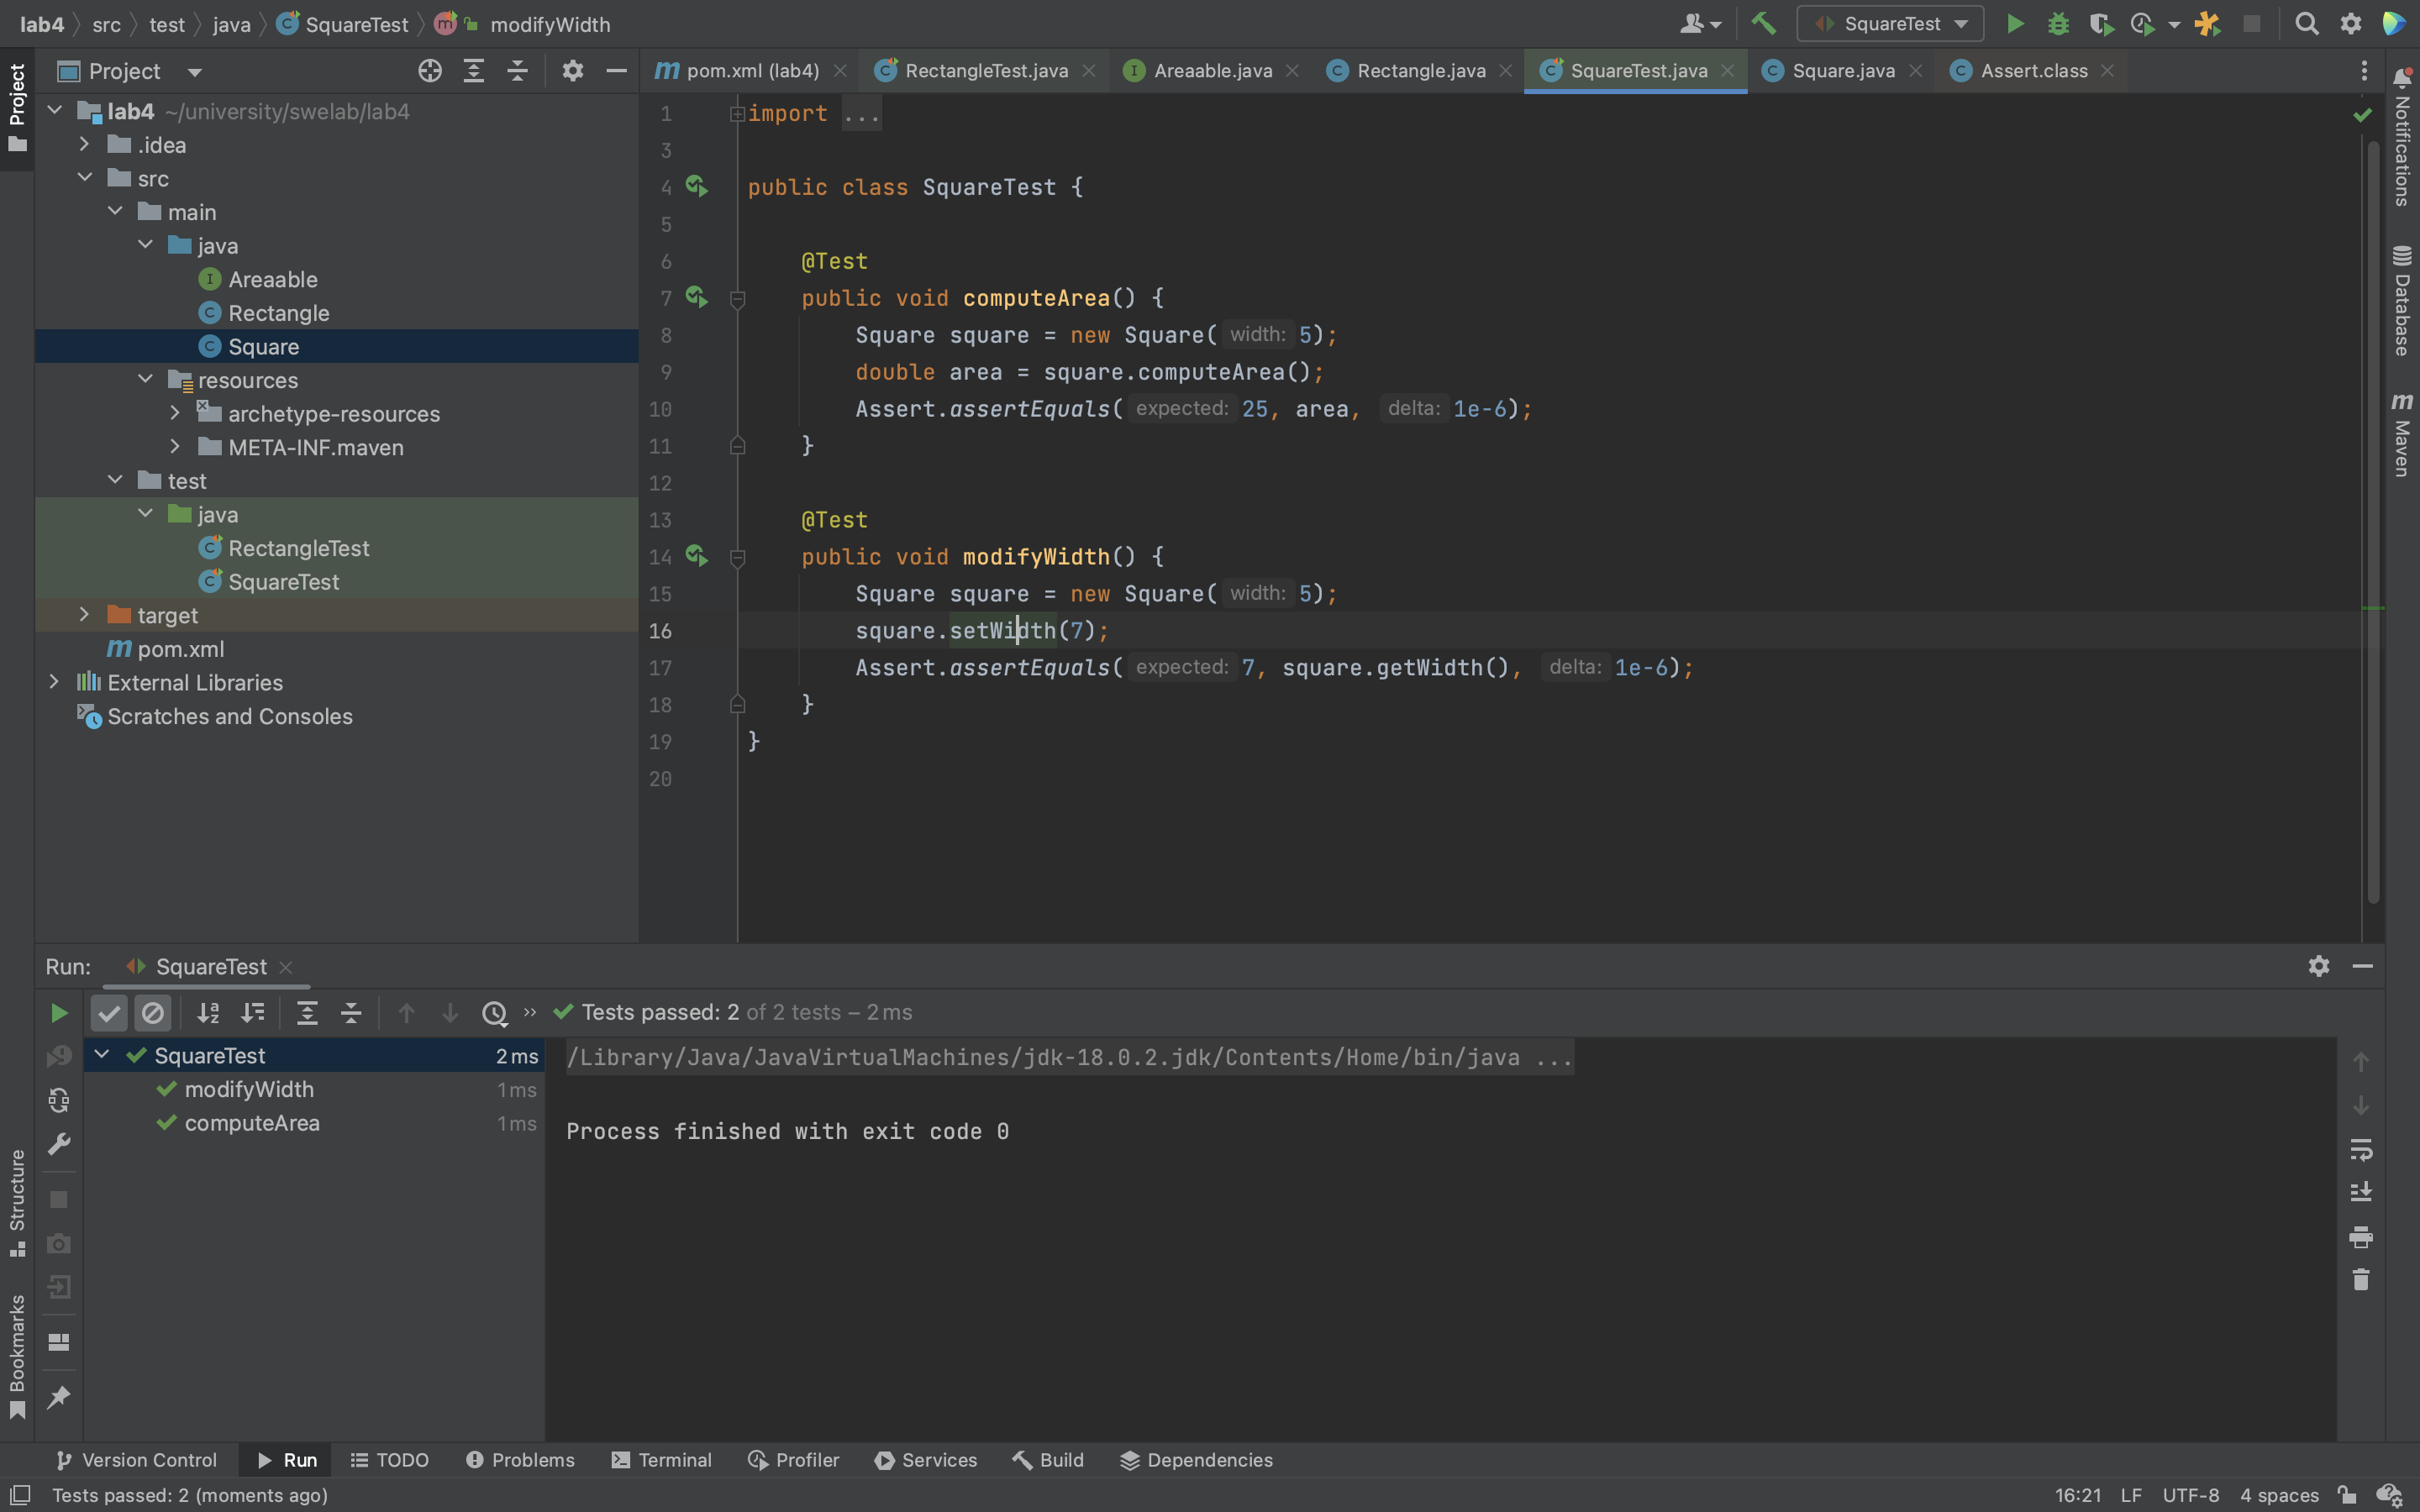 lab4 src test java SquareTest modifyWidth SquareTest
Project
pom.xml (lab4) RectangleTest.java Areaable.java Rectangle.java SquareTest.java Square.java Assert.class
Project
lab4 ~/university/swelab/lab4
.idea
src
main
java
Areaable
Rectangle
Square
resources
archetype-resources
META-INF.maven
test
java
RectangleTest
SquareTest
target
pom.xml
External Libraries
Scratches and Consoles
1 import ...
3
4 public class SquareTest {
5
6 @Test
7 public void computeArea() {
8 Square square = new Square( width: 5);
9 double area = square.computeArea();
10 Assert.assertEquals( expected: 25, area, delta: 1e-6);
11 }
12
13 @Test
14 public void modifyWidth() {
15 Square square = new Square( width: 5);
16 square.setWidth(7);
17 Assert.assertEquals( expected: 7, square.getWidth(), delta: 1e-6);
18 }
19 }
20
Notifications
Database
Maven
Run: SquareTest
Tests passed: 2 of 2 tests – 2 ms
SquareTest 2 ms
modifyWidth 1 ms
computeArea 1 ms
/Library/Java/JavaVirtualMachines/jdk-18.0.2.jdk/Contents/Home/bin/java ...
Process finished with exit code 0
Structure
Bookmarks
Version Control Run TODO Problems Terminal Profiler Services Build Dependencies
Tests passed: 2 (moments ago) 16:21 LF UTF-8 4 spaces